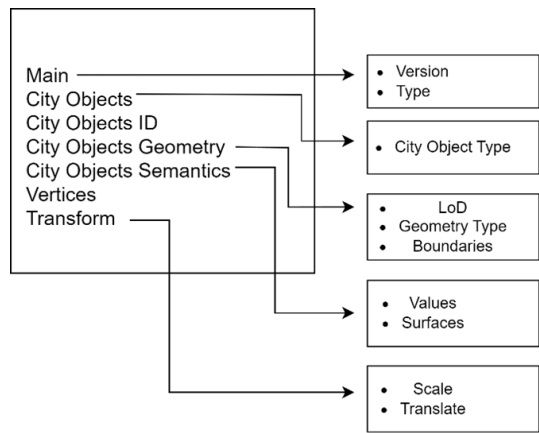 Main
City Objects
City Objects ID
City Objects Geometry
City Objects Semantics
Vertices
Transform
• Version
• Type
• City Object Type
• LoD
• Geometry Type
• Boundaries
• Values
• Surfaces
• Scale
• Translate